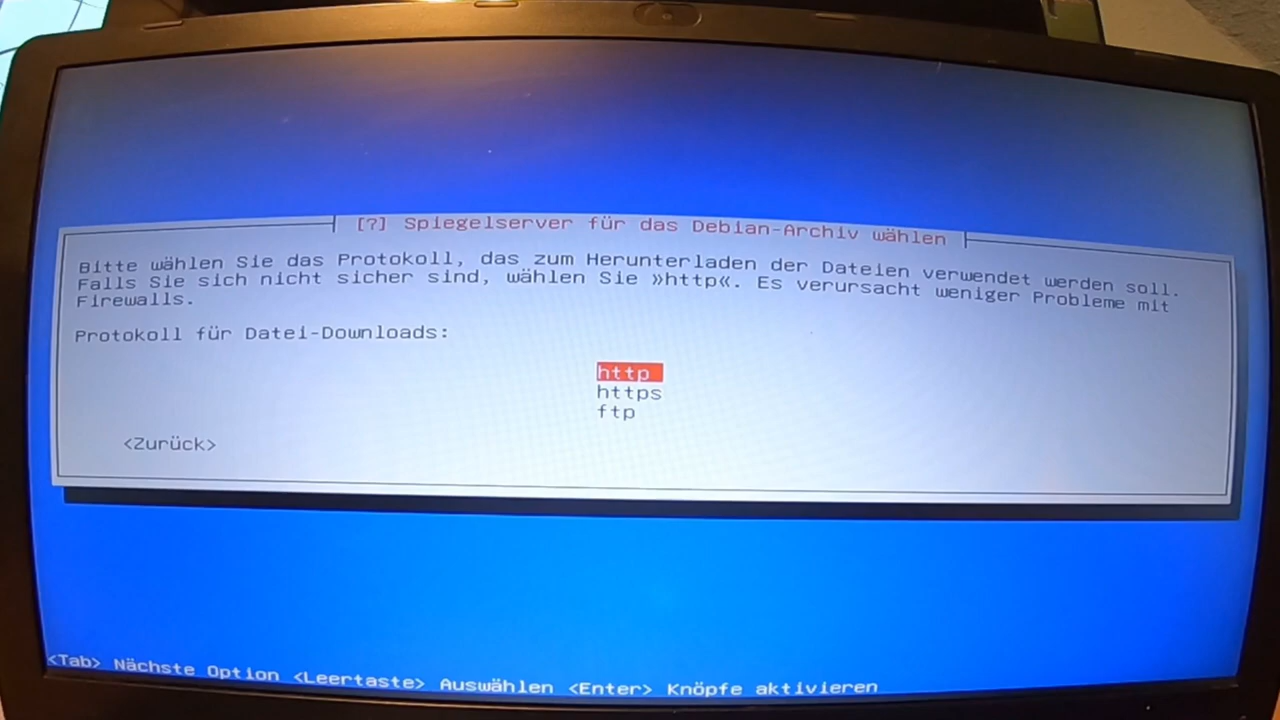 [?] Spiegelserver für das Debian-Archiv wählen
Bitte wählen Sie das Protokoll, das zum Herunterladen der Dateien verwendet werden soll.
Falls Sie sich nicht sicher sind, wählen Sie »http«. Es verursacht weniger Probleme mit
Firewalls.
Protokoll für Datei-Downloads:
http
https
ftp
<Zurück>
<Tab> Nächste Option <Leertaste> Auswählen <Enter> Knöpfe aktivieren